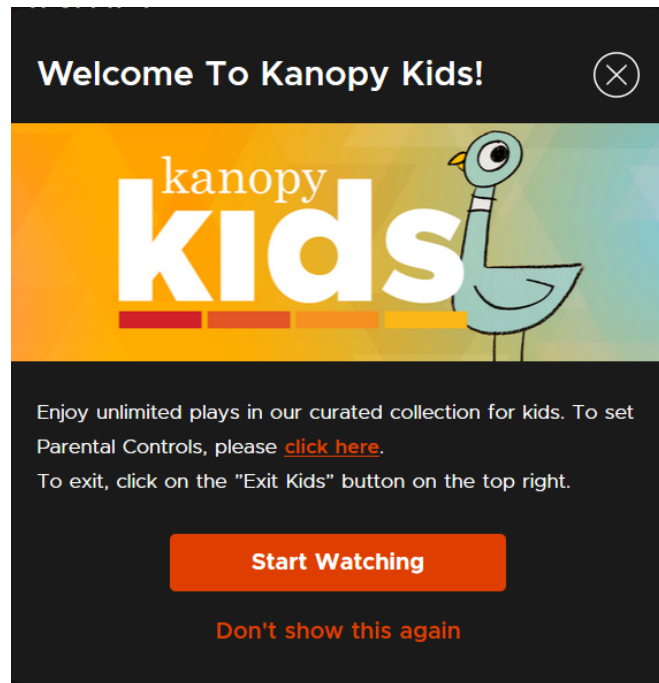 Welcome To Kanopy Kids!
kanopy
kids
Enjoy unlimited plays in our curated collection for kids. To set
Parental Controls, please click here.
To exit, click on the "Exit Kids" button on the top right.
Start Watching
Don't show this again